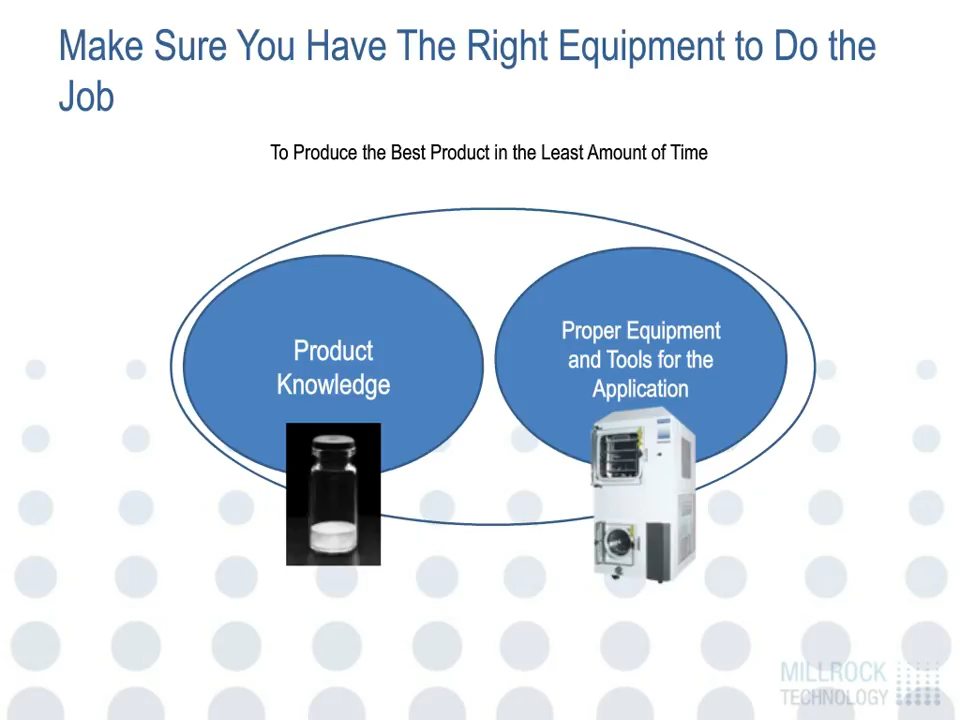 Make Sure You Have The Right Equipment to Do the
Job
To Produce the Best Product in the Least Amount of Time
Product
Knowledge
Proper Equipment
and Tools for the
Application
MILLROCK
TECHNOLOGY